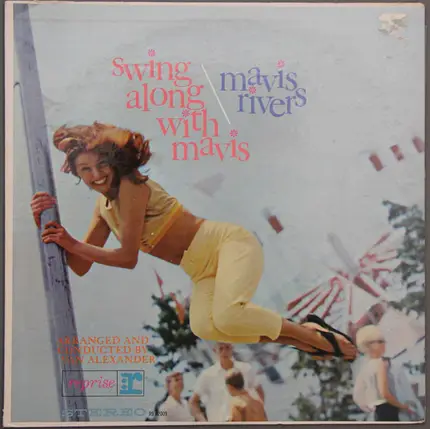 swing
along
with
mavis
mavis
rivers
ARRANGED AND
CONDUCTED BY
ALEXANDER
reprise r:
STEREO